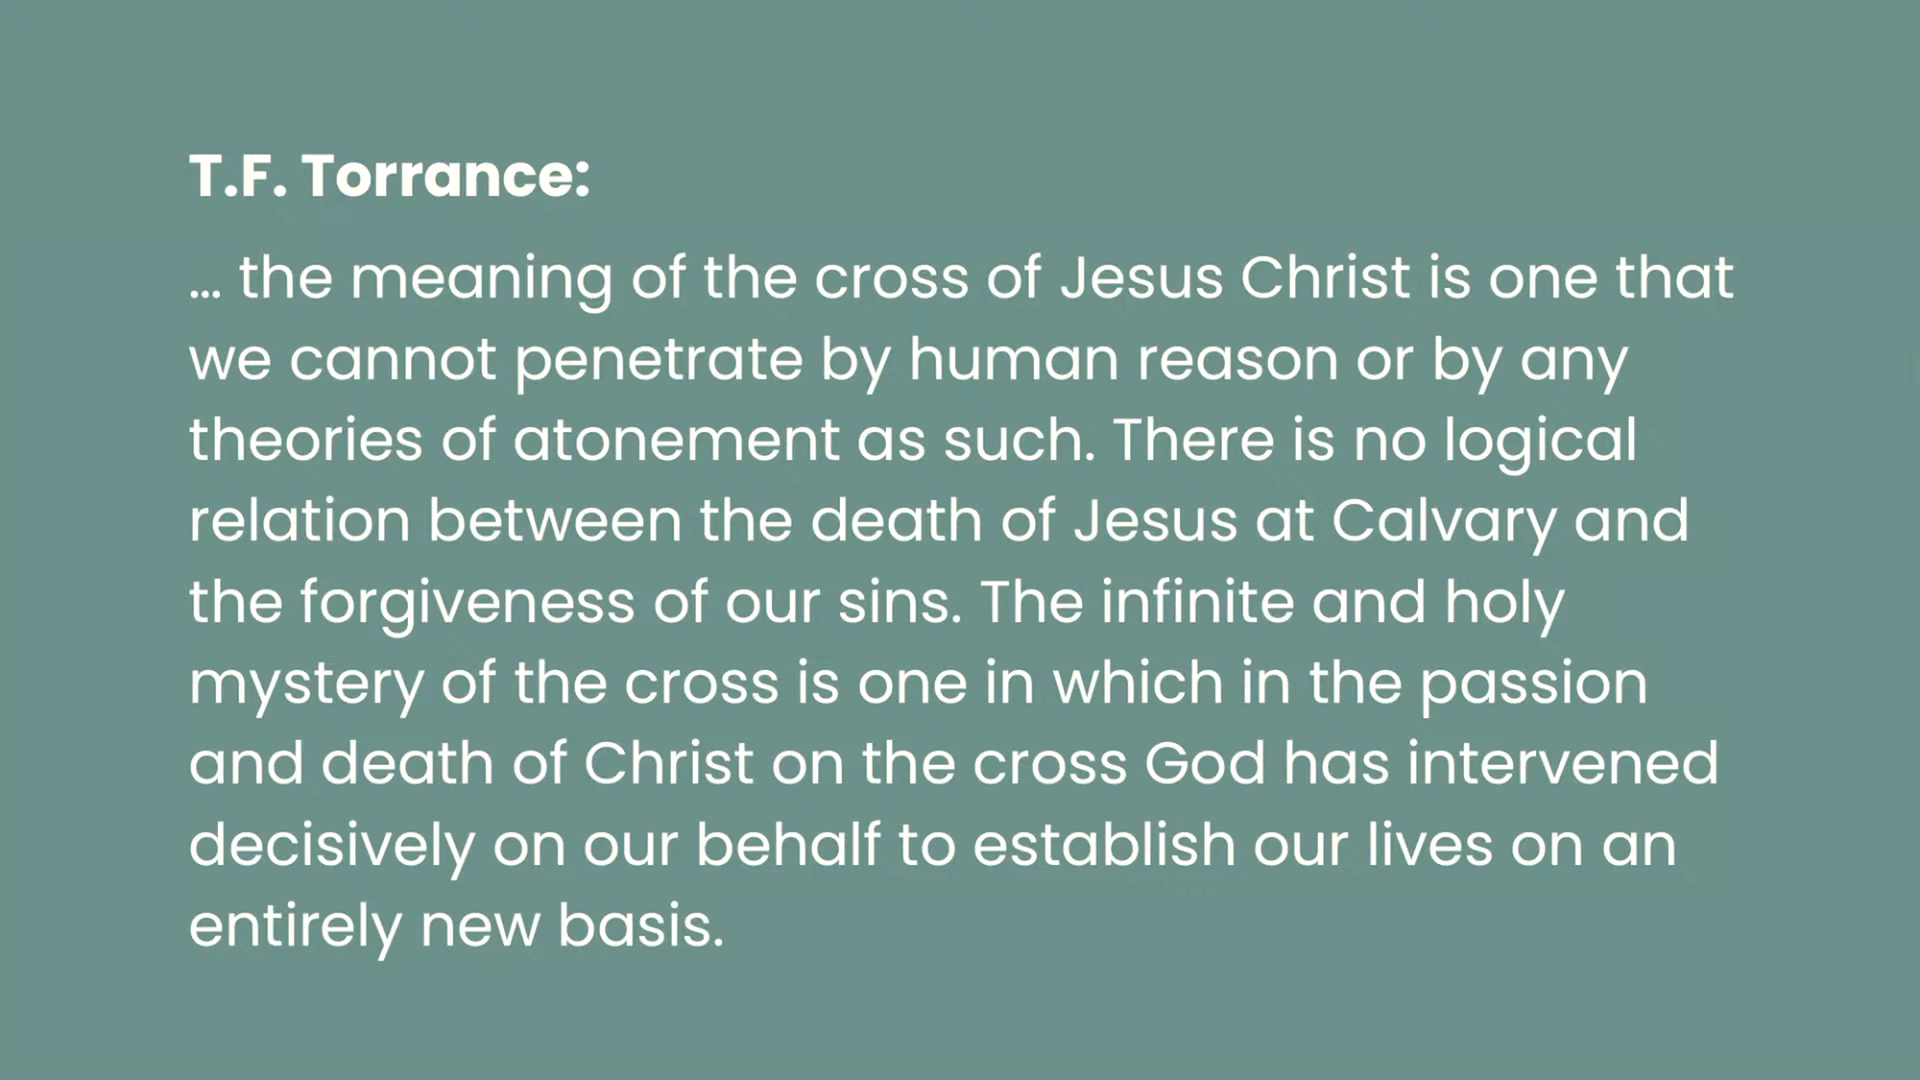 T.F. Torrance:
... the meaning of the cross of Jesus Christ is one that
we cannot penetrate by human reason or by any
theories of atonement as such. There is no logical
relation between the death of Jesus at Calvary and
the forgiveness of our sins. The infinite and holy
mystery of the cross is one in which in the passion
and death of Christ on the cross God has intervened
decisively on our behalf to establish our lives on an
entirely new basis.